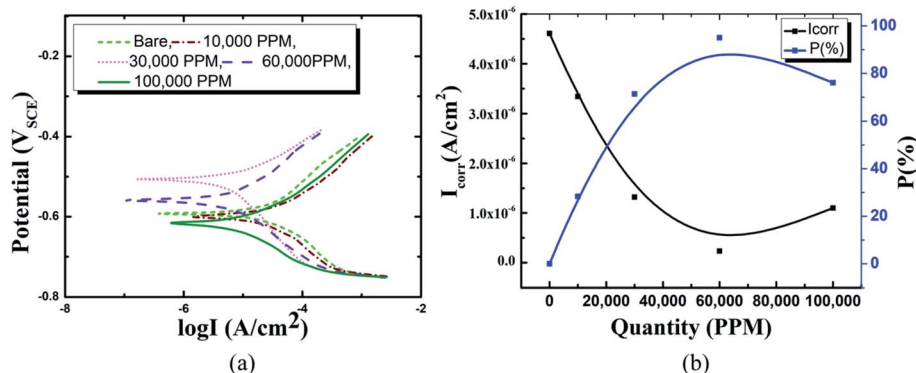 (a)
-0.2
-0.4
-0.6
-0.8
Potential (V_SCE)
Bare, 10,000 PPM,
30,000 PPM, 60,000PPM,
100,000 PPM
-8 -6 -4 -2
logI (A/cm²)
(a)
(b)
5.0x10⁻⁶
4.0x10⁻⁶
3.0x10⁻⁶
2.0x10⁻⁶
1.0x10⁻⁶
0.0
I_corr(A/cm²)
Icorr
P(%)
100
80
60
40
20
0
P(%)
0 20,000 40,000 60,000 80,000 100,000
Quantity (PPM)
(b)